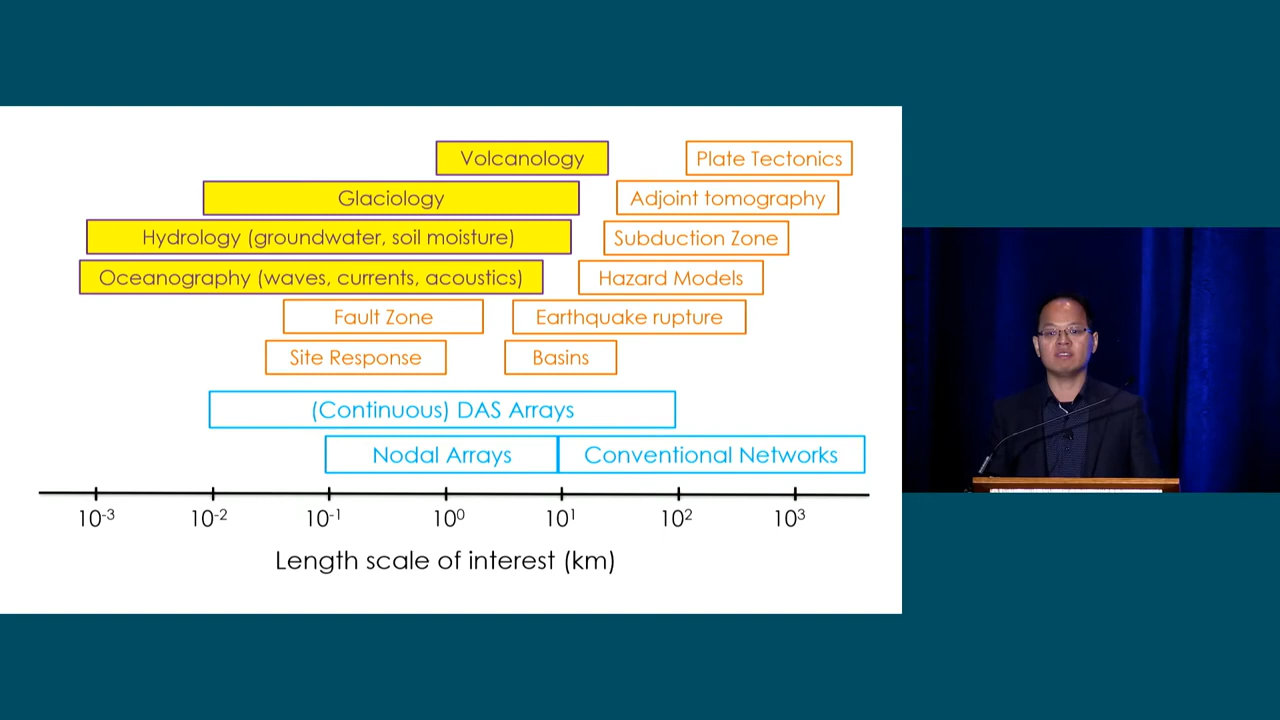 Volcanology
Plate Tectonics
Glaciology
Adjoint tomography
Hydrology (groundwater, soil moisture)
Subduction Zone
Oceanography (waves, currents, acoustics)
Hazard Models
Fault Zone
Earthquake rupture
Site Response
Basins
(Continuous) DAS Arrays
Nodal Arrays
Conventional Networks
10⁻³ 10⁻² 10⁻¹ 10⁰ 10¹ 10² 10³
Length scale of interest (km)